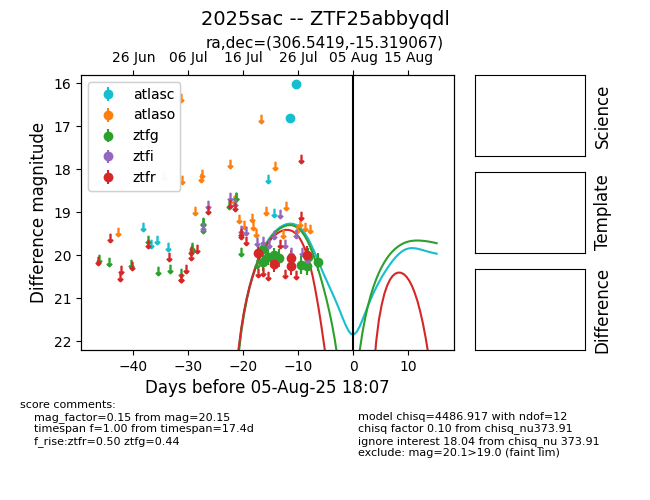 2025sac -- ZTF25abbyqdl
ra,dec=(306.5419,-15.319067)
26 Jun 06 Jul 16 Jul 26 Jul 05 Aug 15 Aug
atlasc
atlaso
ztfg
ztfi
ztfr
16
17
18
19
20
21
22
Difference magnitude
−40 −30 −20 −10 0 10
Days before 05-Aug-25 18:07
Science
Template
Difference
score comments:
mag_factor=0.15 from mag=20.15
timespan f=1.00 from timespan=17.4d
f_rise:ztfr=0.50 ztfg=0.44
model chisq=4486.917 with ndof=12
chisq factor 0.10 from chisq_nu373.91
ignore interest 18.04 from chisq_nu 373.91
exclude: mag=20.1>19.0 (faint lim)